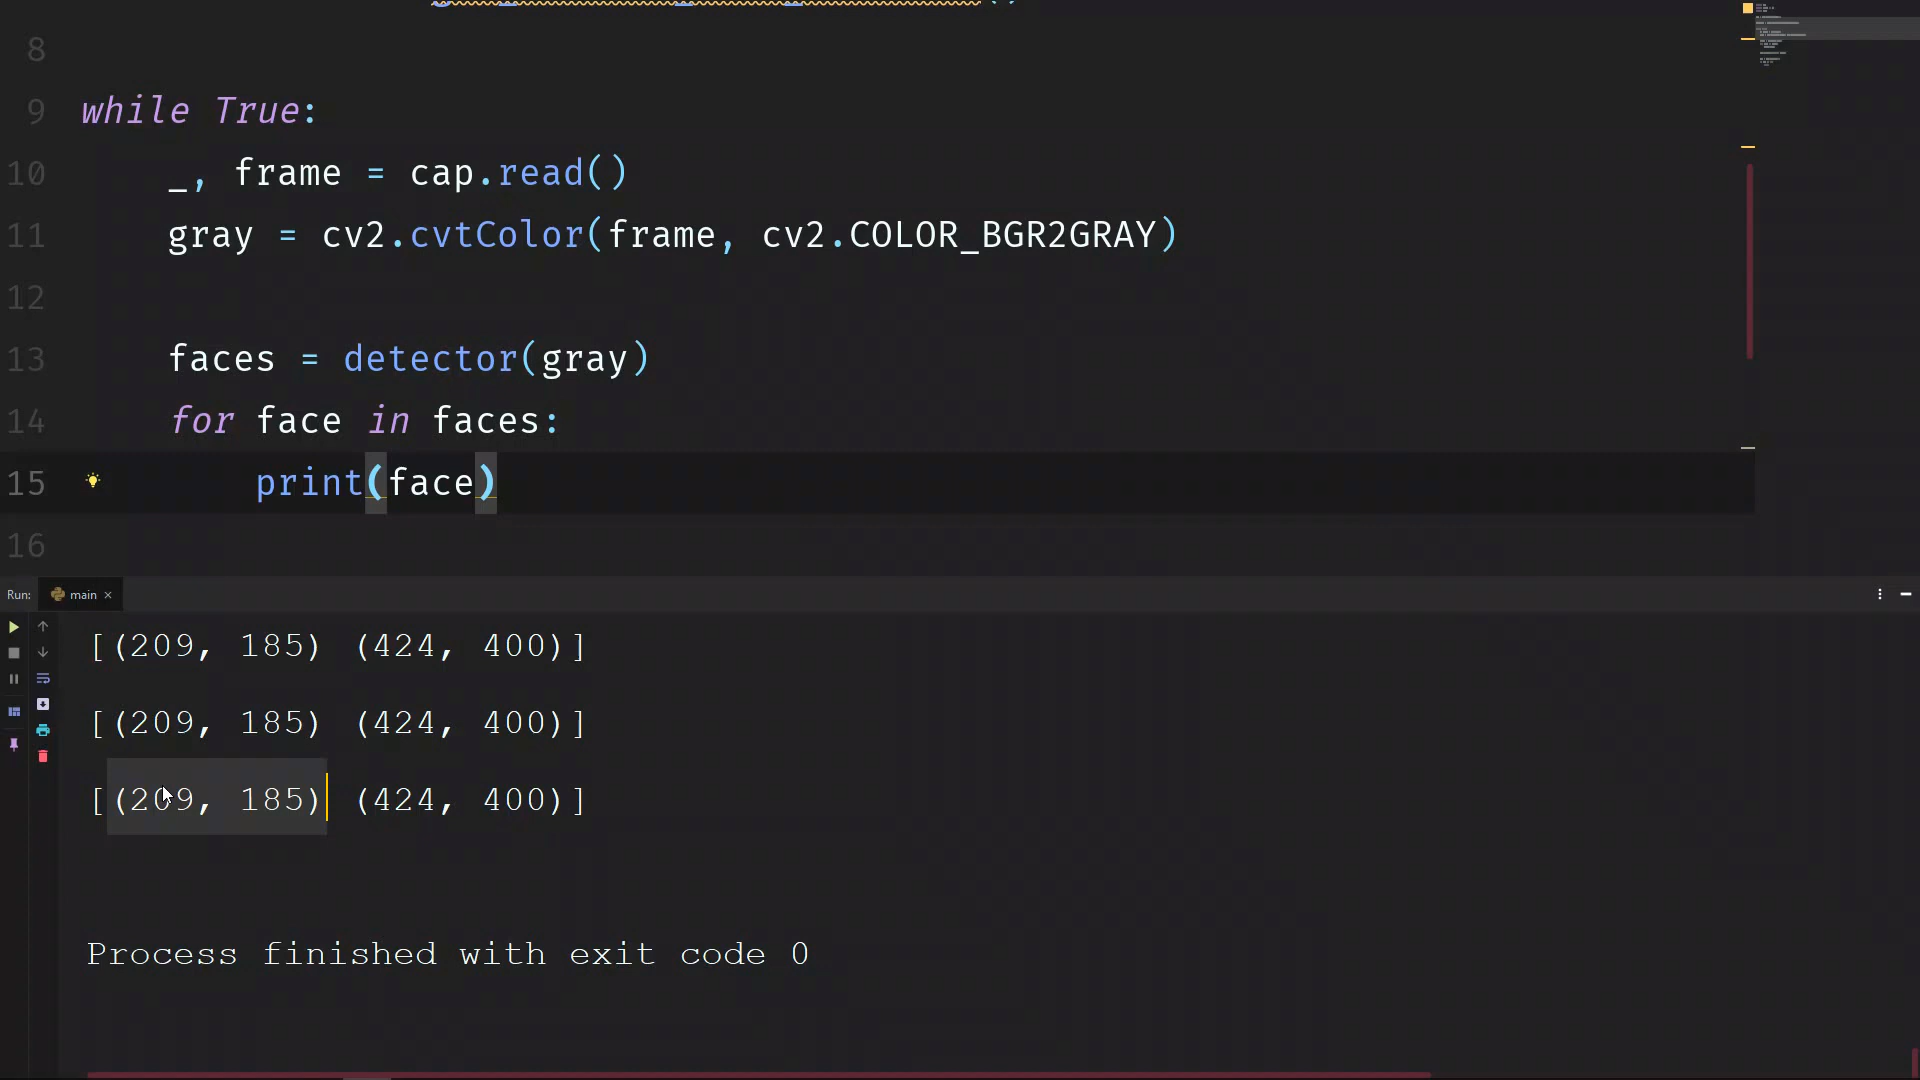 8
9 while True:
10     _, frame = cap.read()
11     gray = cv2.cvtColor(frame, cv2.COLOR_BGR2GRAY)
12
13     faces = detector(gray)
14     for face in faces:
15         print(face)
16
Run: main ×
[(209, 185) (424, 400)]
[(209, 185) (424, 400)]
[(209, 185) (424, 400)]
Process finished with exit code 0